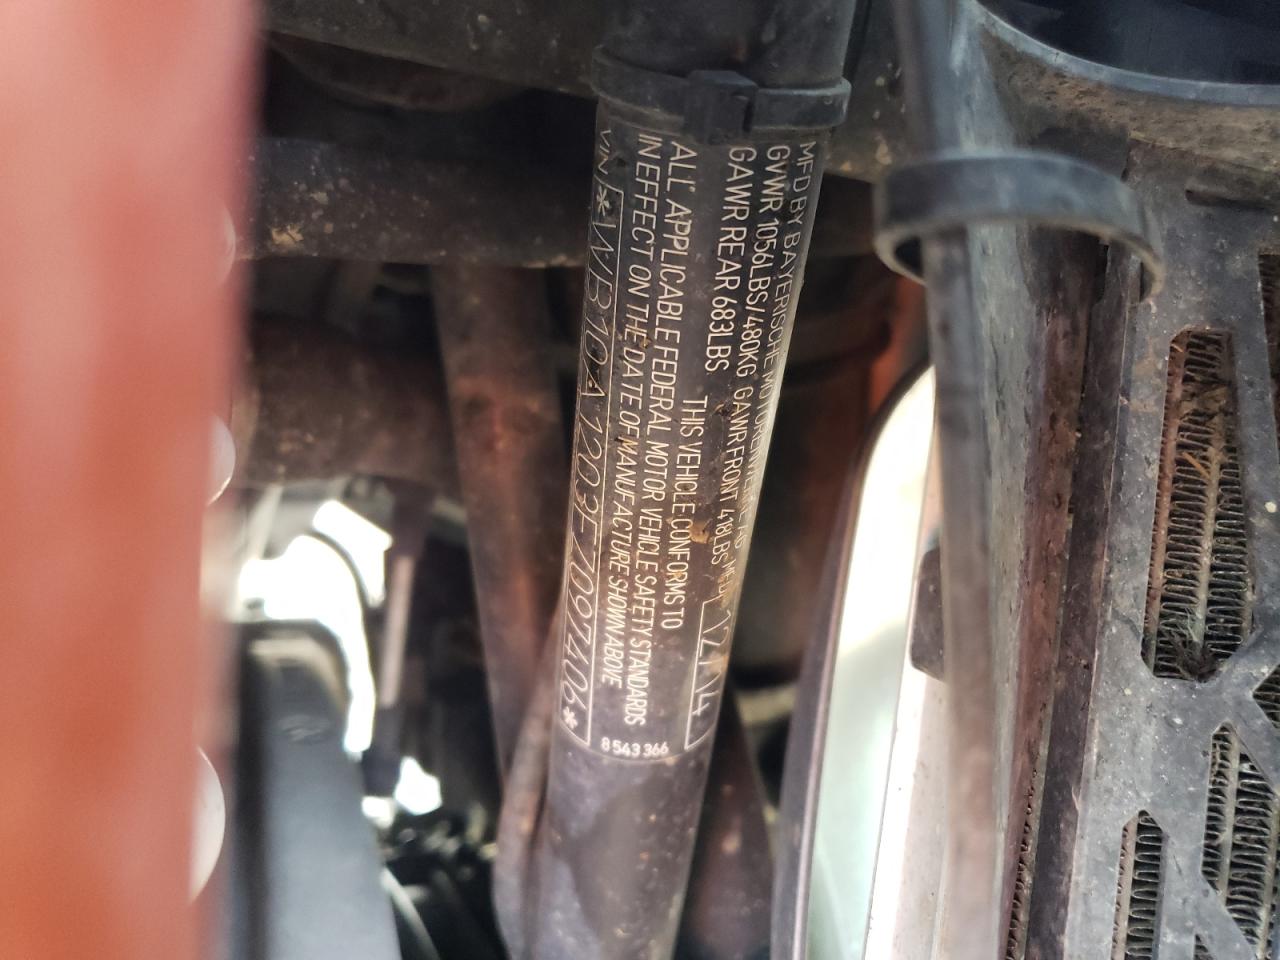 MFD BY BAYERISCHE MOTORENWERKE AG MFD 12/14
GVWR 1056LBS/480KG GAWR FRONT 418LBS
GAWR REAR 683LBS
THIS VEHICLE CONFORMS TO
ALL APPLICABLE FEDERAL MOTOR VEHICLE SAFETY STANDARDS
IN EFFECT ON THE DATE OF MANUFACTURE SHOWN ABOVE
VIN *WB10A1203FZ097406*
8 543 366